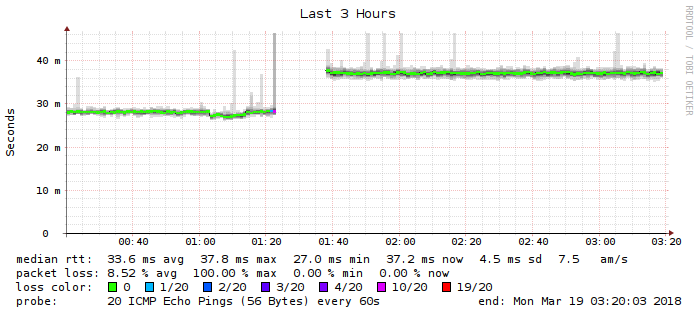 Last 3 Hours
RRDTOOL / TOBI OETIKER
Seconds
40 m
30 m
20 m
10 m
0
00:40 01:00 01:20 01:40 02:00 02:20 02:40 03:00 03:20
median rtt: 33.6 ms avg 37.8 ms max 27.0 ms min 37.2 ms now 4.5 ms sd 7.5 am/s
packet loss: 8.52 % avg 100.00 % max 0.00 % min 0.00 % now
loss color: 0 1/20 2/20 3/20 4/20 10/20 19/20
probe: 20 ICMP Echo Pings (56 Bytes) every 60s end: Mon Mar 19 03:20:03 2018